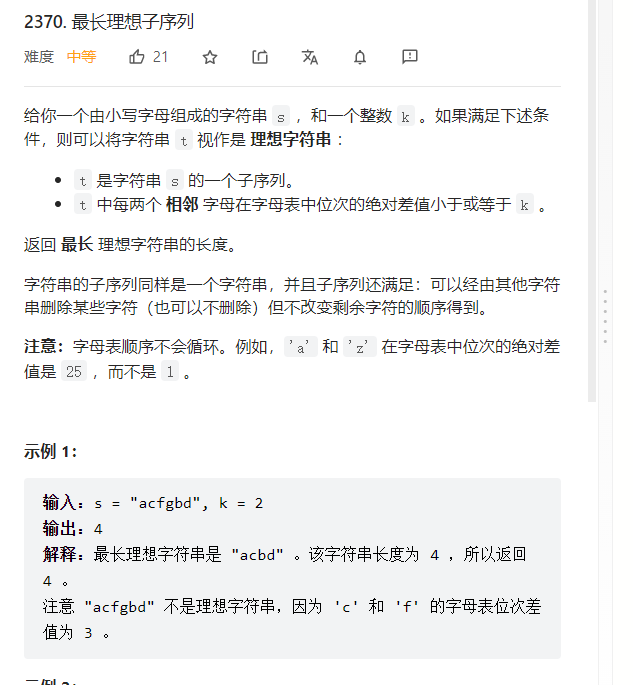 2370. 最长理想子序列
难度 中等 21
给你一个由小写字母组成的字符串 s ，和一个整数 k 。如果满足下述条
件，则可以将字符串 t 视作是 理想字符串 ：
• t 是字符串 s 的一个子序列。
• t 中每两个 相邻 字母在字母表中位次的绝对差值小于或等于 k 。
返回 最长 理想字符串的长度。
字符串的子序列同样是一个字符串，并且子序列还满足：可以经由其他字符
串删除某些字符（也可以不删除）但不改变剩余字符的顺序得到。
注意：字母表顺序不会循环。例如， 'a' 和 'z' 在字母表中位次的绝对差
值是 25 ，而不是 1 。
示例 1：
输入：s = "acfgbd", k = 2
输出：4
解释：最长理想字符串是 "acbd" 。该字符串长度为 4 ，所以返回
4 。
注意 "acfgbd" 不是理想字符串，因为 'c' 和 'f' 的字母表位次差
值为 3 。